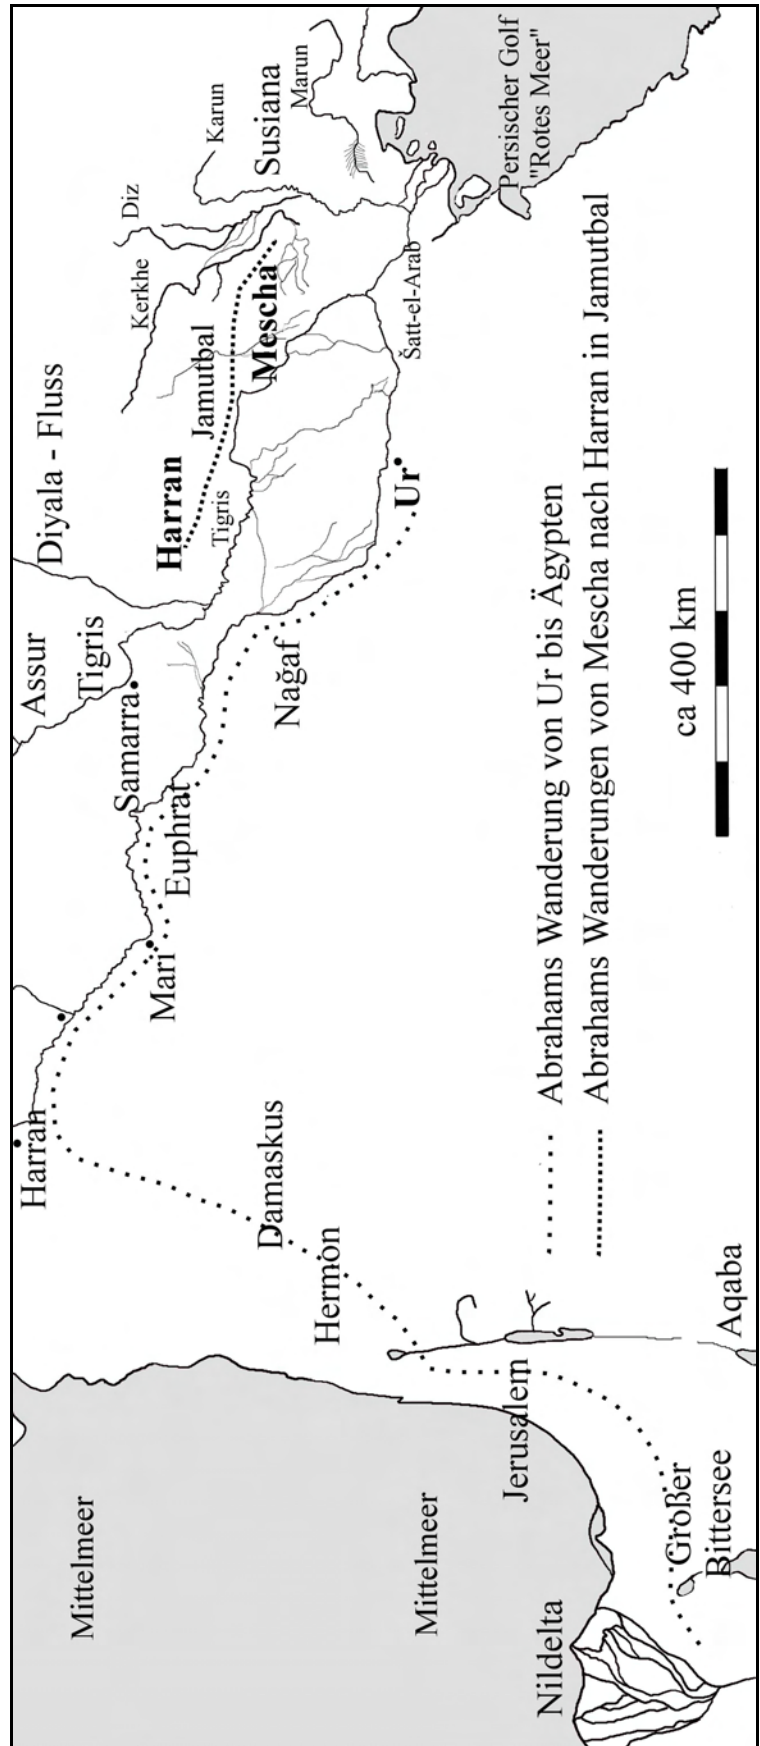 Mittelmeer
Mittelmeer
Nildelta
Großer
Bittersee
Jerusalem
Aqaba
Hermon
Damaskus
Harran
Mari
Euphrat
Samarra
Assur
Tigris
Nağaf
Diyala - Fluss
Harran
Tigris
Jamutbal
Mescha
Ur
Kerkhe
Diz
Karun
Susiana
Marun
Šatt-el-Arab
Persischer Golf
"Rotes Meer"
Abrahams Wanderung von Ur bis Ägypten
Abrahams Wanderungen von Mescha nach Harran in Jamutbal
ca 400 km